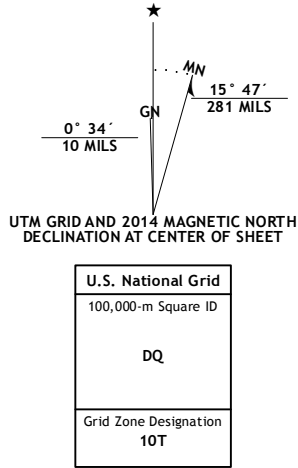 ★
MN
GN
15° 47´
281 MILS
0° 34´
10 MILS
UTM GRID AND 2014 MAGNETIC NORTH
DECLINATION AT CENTER OF SHEET
U.S. National Grid
100,000-m Square ID
DQ
Grid Zone Designation
10T